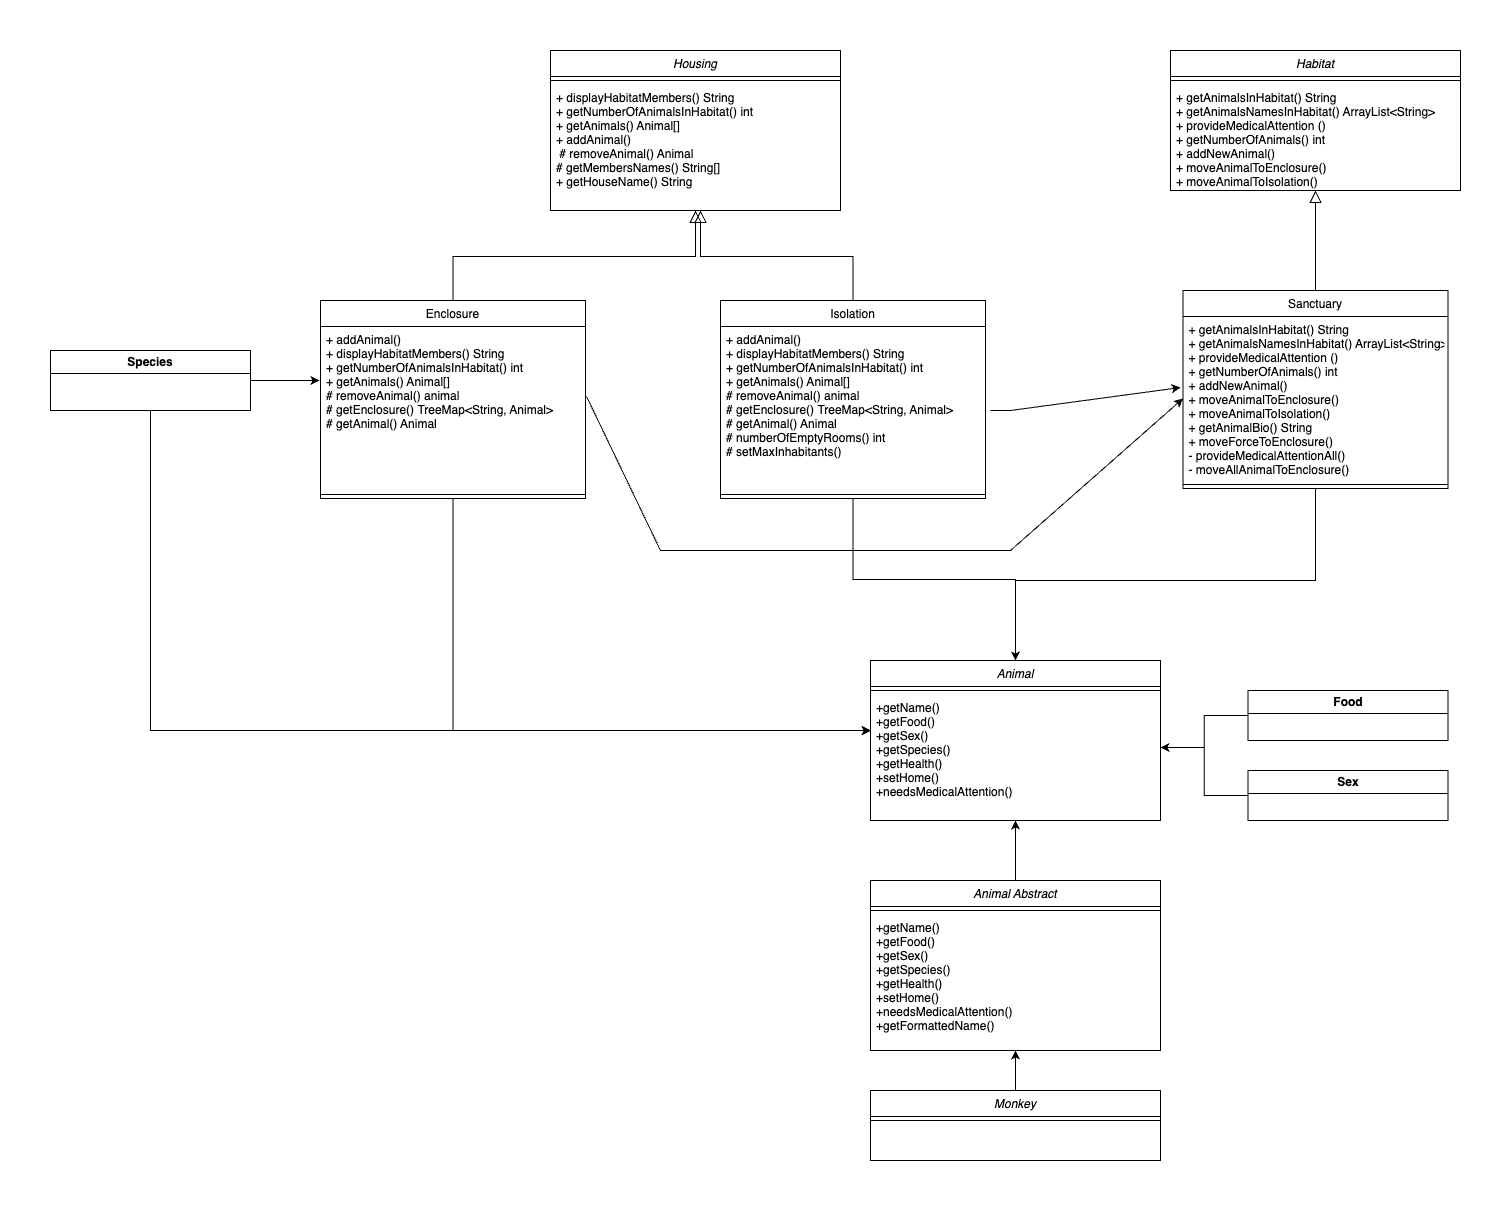 Housing
+ displayHabitatMembers() String
+ getNumberOfAnimalsInHabitat() int
+ getAnimals() Animal[]
+ addAnimal()
# removeAnimal() Animal
# getMembersNames() String[]
+ getHouseName() String
Habitat
+ getAnimalsInHabitat() String
+ getAnimalsNamesInHabitat() ArrayList<String>
+ provideMedicalAttention ()
+ getNumberOfAnimals() int
+ addNewAnimal()
+ moveAnimalToEnclosure()
+ moveAnimalToIsolation()
Species
Enclosure
+ addAnimal()
+ displayHabitatMembers() String
+ getNumberOfAnimalsInHabitat() int
+ getAnimals() Animal[]
# removeAnimal() animal
# getEnclosure() TreeMap<String, Animal>
# getAnimal() Animal
Isolation
+ addAnimal()
+ displayHabitatMembers() String
+ getNumberOfAnimalsInHabitat() int
+ getAnimals() Animal[]
# removeAnimal() animal
# getEnclosure() TreeMap<String, Animal>
# getAnimal() Animal
# numberOfEmptyRooms() int
# setMaxInhabitants()
Sanctuary
+ getAnimalsInHabitat() String
+ getAnimalsNamesInHabitat() ArrayList<String>
+ provideMedicalAttention ()
+ getNumberOfAnimals() int
+ addNewAnimal()
+ moveAnimalToEnclosure()
+ moveAnimalToIsolation()
+ getAnimalBio() String
+ moveForceToEnclosure()
- provideMedicalAttentionAll()
- moveAllAnimalToEnclosure()
Animal
+getName()
+getFood()
+getSex()
+getSpecies()
+getHealth()
+setHome()
+needsMedicalAttention()
Food
Sex
Animal Abstract
+getName()
+getFood()
+getSex()
+getSpecies()
+getHealth()
+setHome()
+needsMedicalAttention()
+getFormattedName()
Monkey